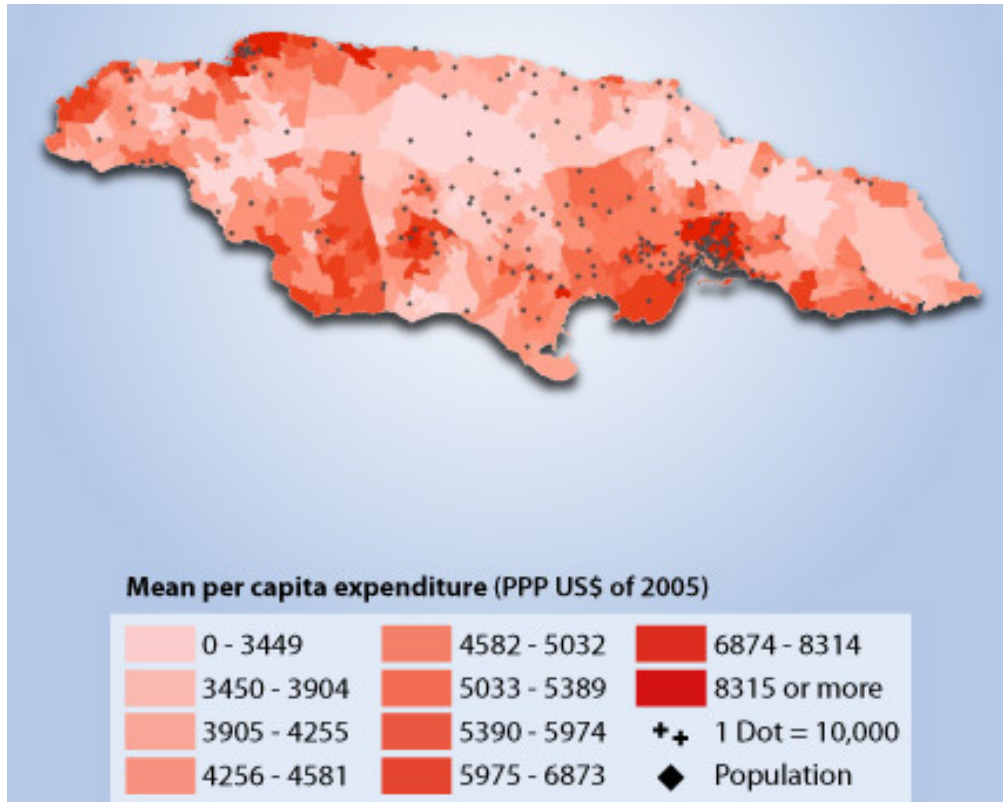 Mean per capita expenditure (PPP US$ of 2005)
0 - 3449
3450 - 3904
3905 - 4255
4256 - 4581
4582 - 5032
5033 - 5389
5390 - 5974
5975 - 6873
6874 - 8314
8315 or more
1 Dot = 10,000
Population